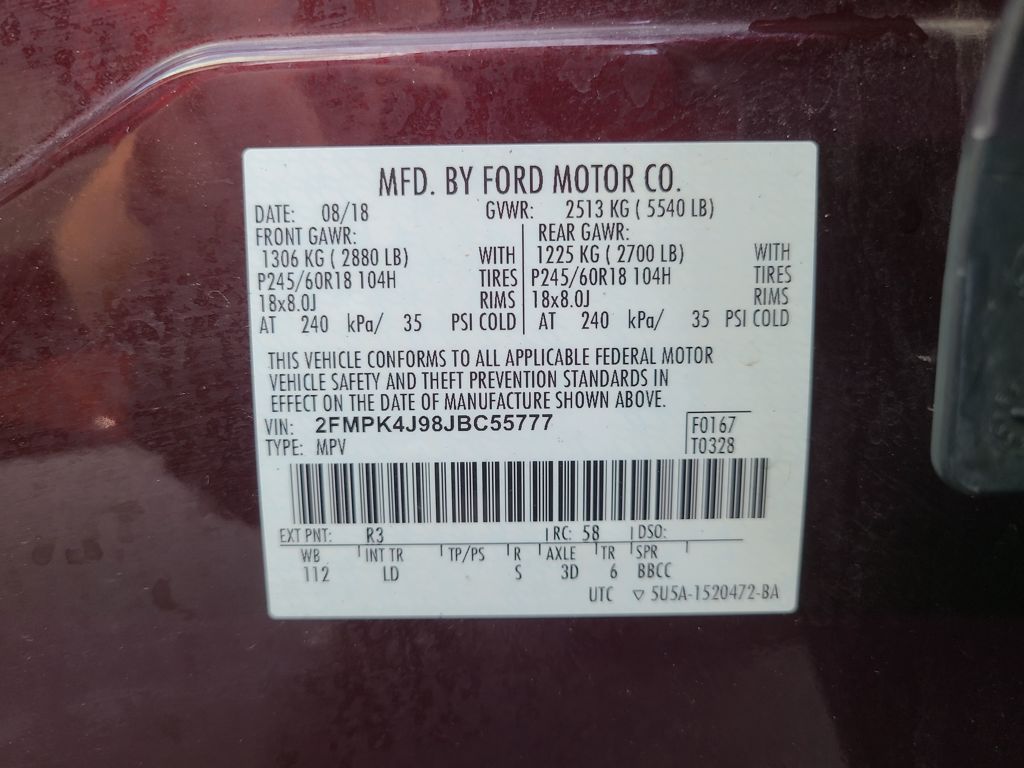 MFD. BY FORD MOTOR CO.
DATE: 08/18 GVWR: 2513 KG ( 5540 LB)
FRONT GAWR: REAR GAWR:
1306 KG ( 2880 LB) WITH 1225 KG ( 2700 LB) WITH
P245/60R18 104H TIRES P245/60R18 104H TIRES
18x8.0J RIMS 18x8.0J RIMS
AT 240 kPa/ 35 PSI COLD AT 240 kPa/ 35 PSI COLD
THIS VEHICLE CONFORMS TO ALL APPLICABLE FEDERAL MOTOR
VEHICLE SAFETY AND THEFT PREVENTION STANDARDS IN
EFFECT ON THE DATE OF MANUFACTURE SHOWN ABOVE.
VIN: 2FMPK4J98JBC55777 F0167
TYPE: MPV T0328
EXT PNT: R3 RC: 58 DSO:
WB INT TR TP/PS R AXLE TR SPR
112 LD S 3D 6 BBCC
UTC ▽ 5U5A-1520472-BA